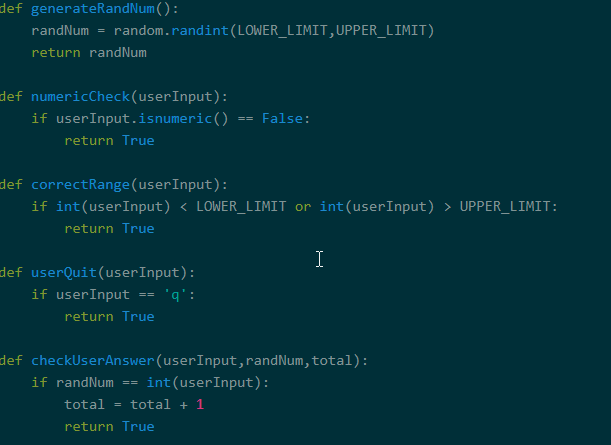 def generateRandNum():
    randNum = random.randint(LOWER_LIMIT,UPPER_LIMIT)
    return randNum

def numericCheck(userInput):
    if userInput.isnumeric() == False:
        return True

def correctRange(userInput):
    if int(userInput) < LOWER_LIMIT or int(userInput) > UPPER_LIMIT:
        return True

def userQuit(userInput):
    if userInput == 'q':
        return True

def checkUserAnswer(userInput,randNum,total):
    if randNum == int(userInput):
        total = total + 1
        return True